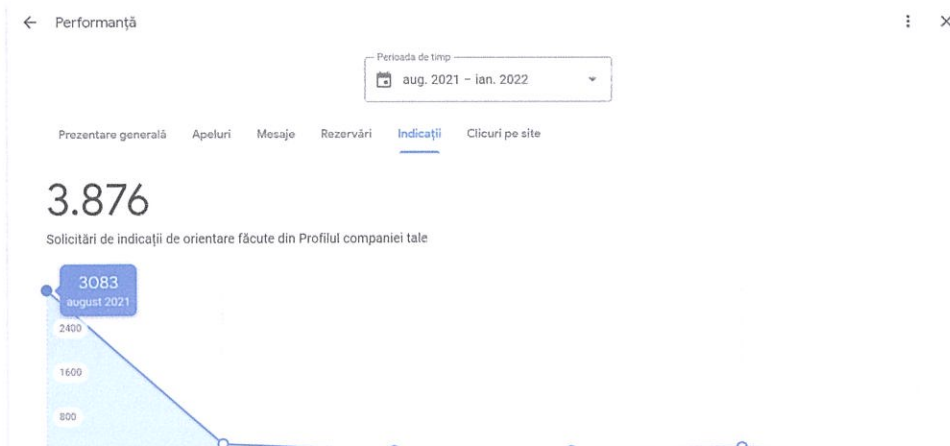 Performanță
Perioada de timp
aug. 2021 – ian. 2022
Prezentare generală Apeluri Mesaje Rezervări Indicații Clicuri pe site
3.876
Solicitări de indicații de orientare făcute din Profilul companiei tale
3083
august 2021
2400
1600
800